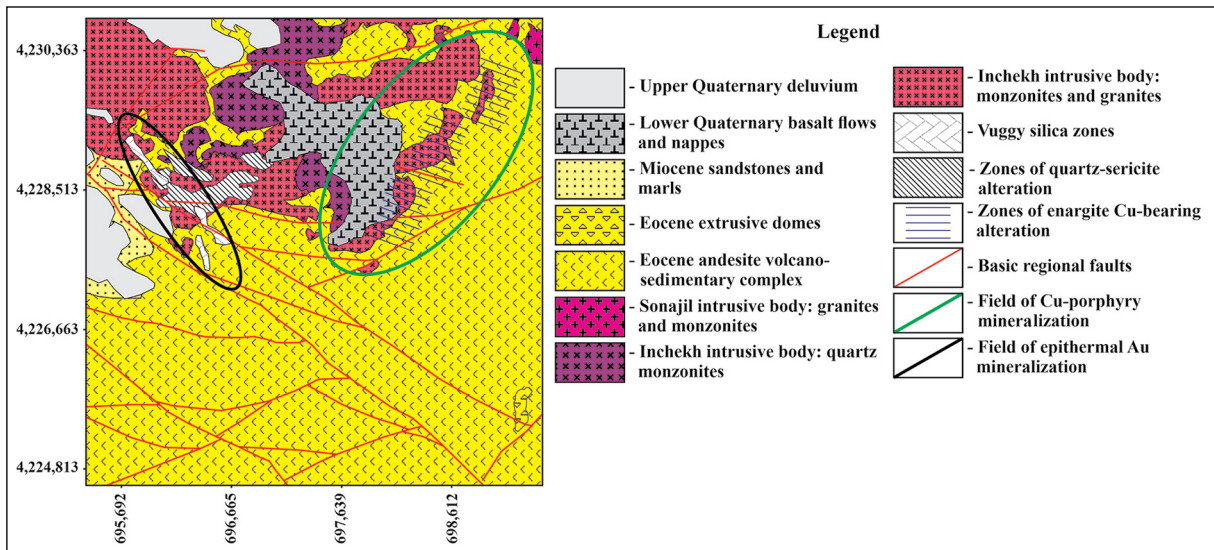 Legend
4,230,363
4,228,513
4,226,663
4,224,813
695,692
696,665
697,639
698,612
- Upper Quaternary deluvium
- Lower Quaternary basalt flows
and nappes
- Miocene sandstones and
marls
- Eocene extrusive domes
- Eocene andesite volcano-
sedimentary complex
- Sonajil intrusive body: granites
and monzonites
- Inchekh intrusive body: quartz
monzonites
- Inchekh intrusive body:
monzonites and granites
- Vuggy silica zones
- Zones of quartz-sericite
alteration
- Zones of enargite Cu-bearing
alteration
- Basic regional faults
- Field of Cu-porphyry
mineralization
- Field of epithermal Au
mineralization